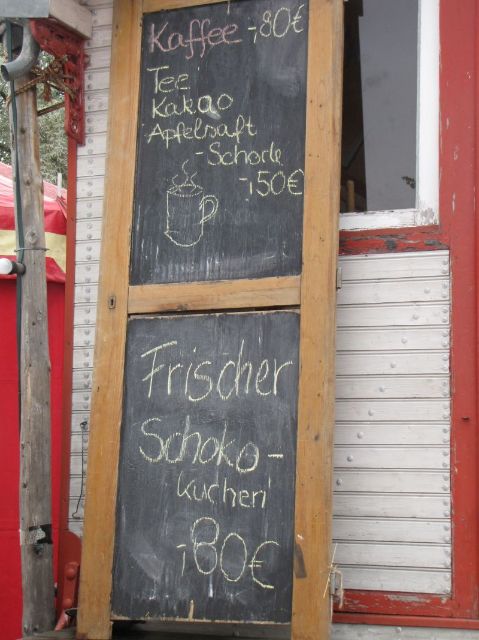 Kaffee -,80€
Tee
Kakao
Apfelsaft
-Schorle
-,50€
Frischer
Schoko-
kuchen
-,80€